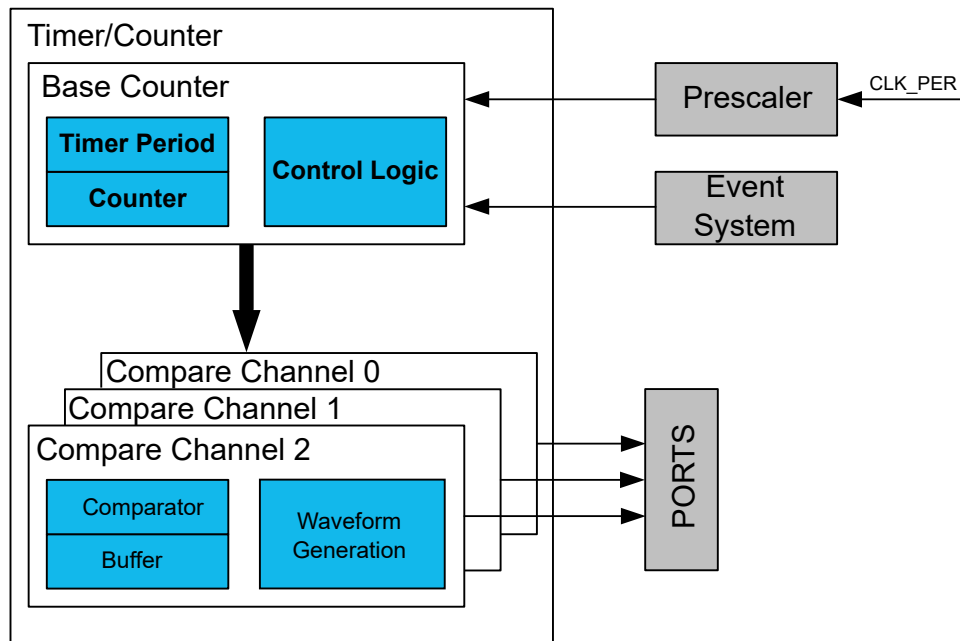 Timer/Counter
Base Counter
Timer Period
Counter
Control Logic
Prescaler
CLK_PER
Event
System
Compare Channel 0
Compare Channel 1
Compare Channel 2
Comparator
Buffer
Waveform
Generation
PORTS